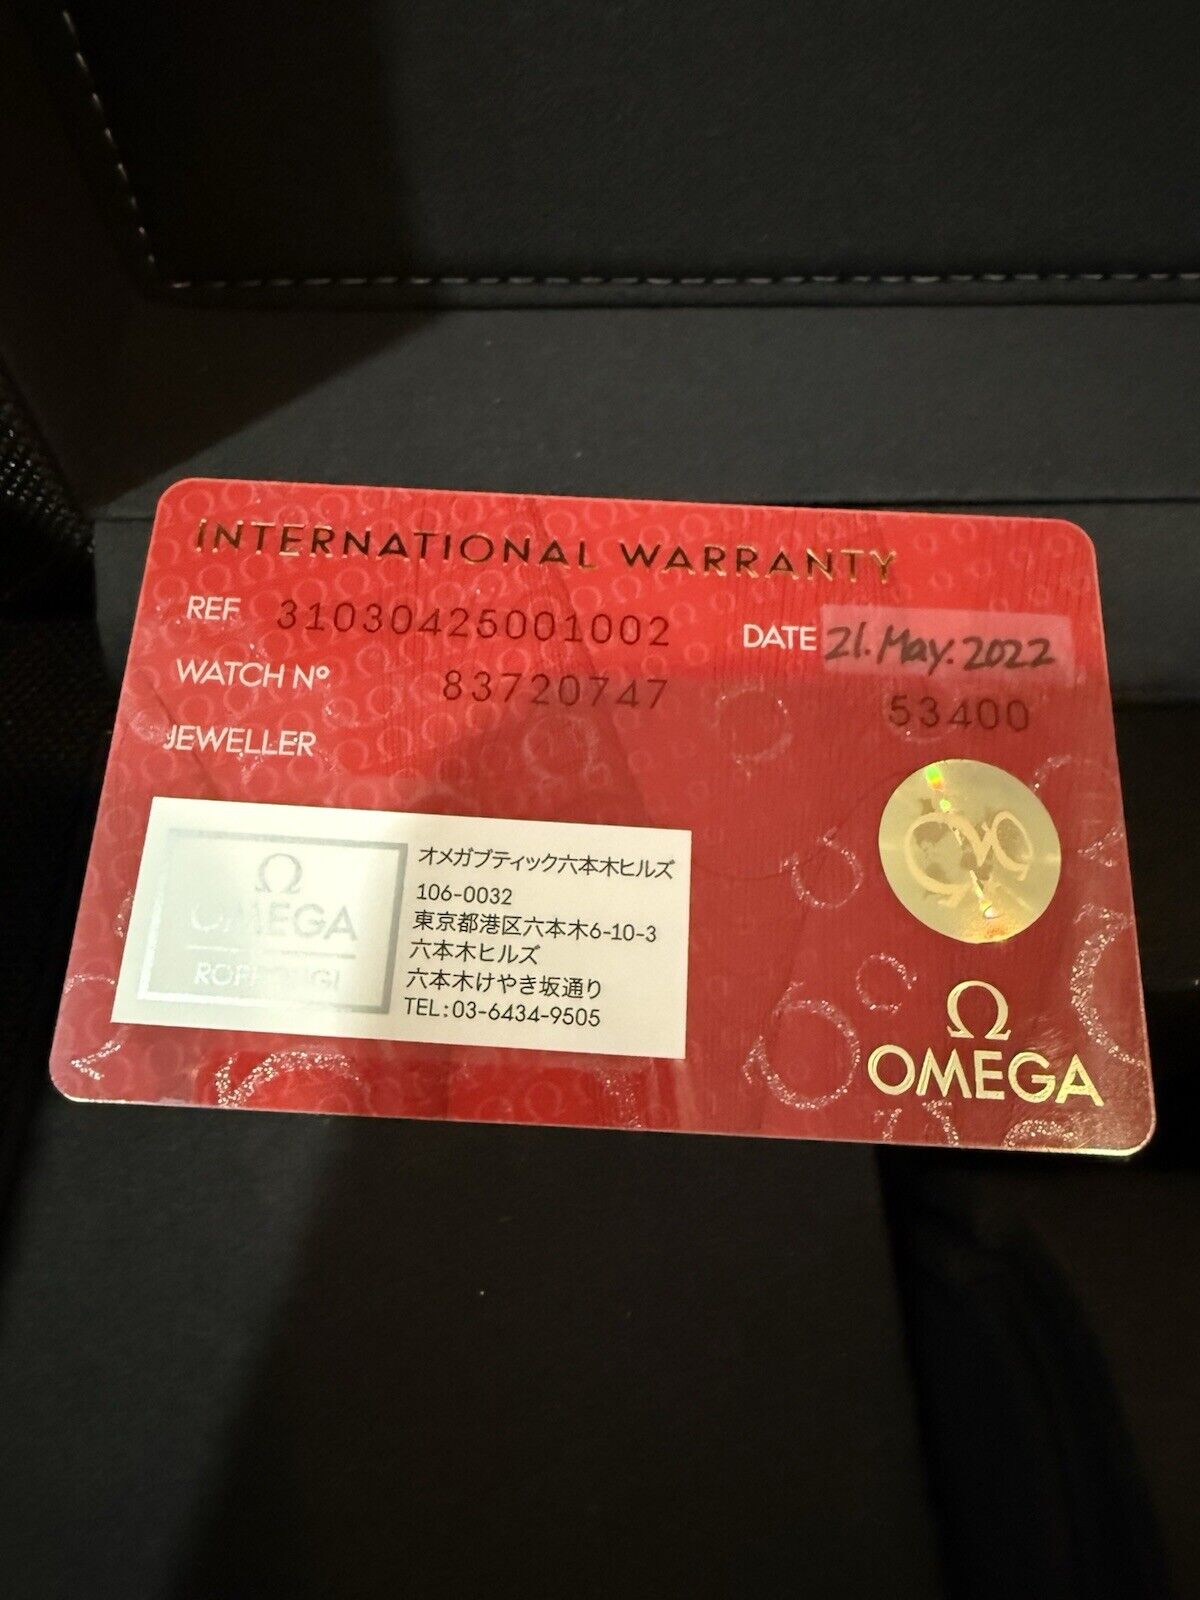 INTERNATIONAL WARRANTY
REF 31030425001002
DATE 21. May. 2022
WATCH Nº 83720747
53400
JEWELLER
Ω
OMEGA
オメガブティック六本木ヒルズ
106-0032
東京都港区六本木6-10-3
六本木ヒルズ
六本木けやき坂通り
TEL:03-6434-9505
Ω
OMEGA